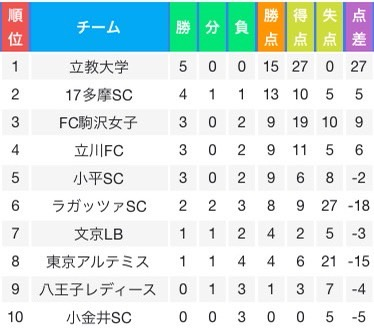 順位 チーム 勝 分 負 勝点 得点 失点 点差
1 立教大学 5 0 0 15 27 0 27
2 17多摩SC 4 1 1 13 10 5 5
3 FC駒沢女子 3 0 2 9 19 10 9
4 立川FC 3 0 2 9 11 5 6
5 小平SC 3 0 2 9 6 8 -2
6 ラガッツァSC 2 2 3 8 9 27 -18
7 文京LB 1 1 2 4 2 5 -3
8 東京アルテミス 1 1 4 4 6 21 -15
9 八王子レディース 0 1 3 1 3 7 -4
10 小金井SC 0 0 3 0 0 5 -5